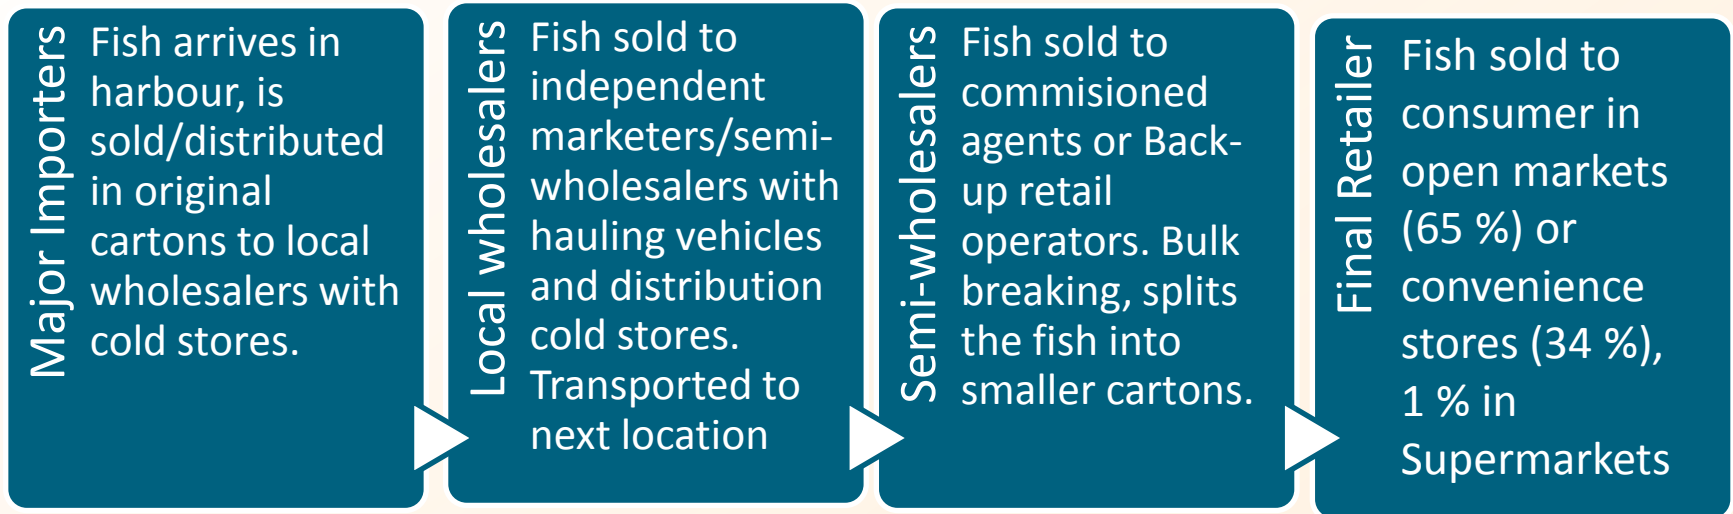 Major Importers
Fish arrives in
harbour, is
sold/distributed
in original
cartons to local
wholesalers with
cold stores.
Local wholesalers
Fish sold to
independent
marketers/semi-
wholesalers with
hauling vehicles
and distribution
cold stores.
Transported to
next location
Semi-wholesalers
Fish sold to
commisioned
agents or Back-
up retail
operators. Bulk
breaking, splits
the fish into
smaller cartons.
Final Retailer
Fish sold to
consumer in
open markets
(65 %) or
convenience
stores (34 %),
1 % in
Supermarkets